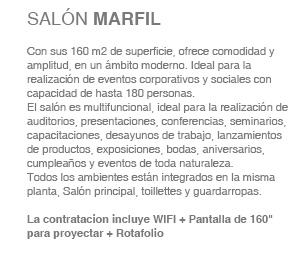 SALÓN MARFIL
Con sus 160 m2 de superficie, ofrece comodidad y
amplitud, en un ámbito moderno. Ideal para la
realización de eventos corporativos y sociales con
capacidad de hasta 180 personas.
El salón es multifuncional, ideal para la realización de
auditorios, presentaciones, conferencias, seminarios,
capacitaciones, desayunos de trabajo, lanzamientos
de productos, exposiciones, bodas, aniversarios,
cumpleaños y eventos de toda naturaleza.
Todos los ambientes están integrados en la misma
planta, Salón principal, toillettes y guardarropas.
La contratacion incluye WIFI + Pantalla de 160"
para proyectar + Rotafolio